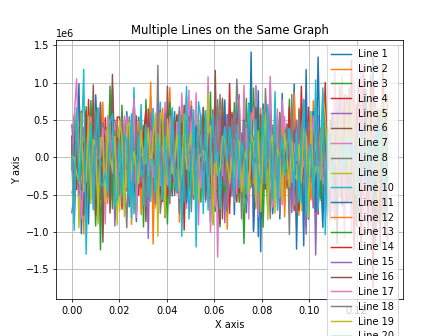 Multiple Lines on the Same Graph
1e6
1.5
1.0
0.5
0.0
−0.5
−1.0
−1.5
Y axis
0.00
0.02
0.04
0.06
0.08
0.10
X axis
Line 1
Line 2
Line 3
Line 4
Line 5
Line 6
Line 7
Line 8
Line 9
Line 10
Line 11
Line 12
Line 13
Line 14
Line 15
Line 16
Line 17
Line 18
Line 19
Line 20